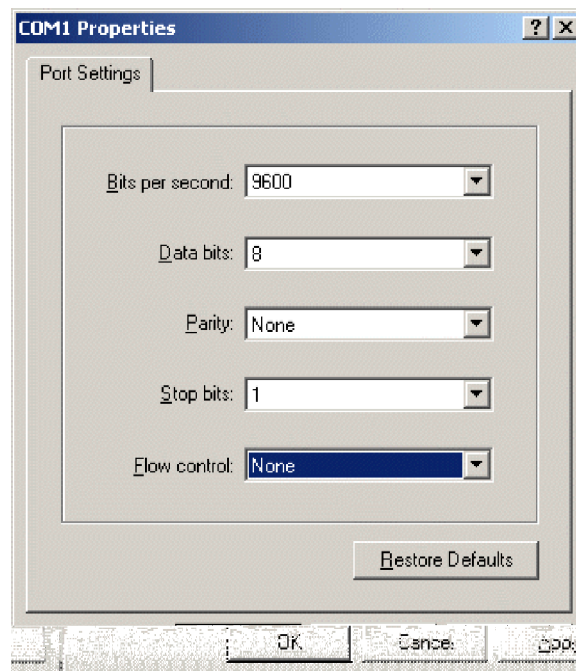 COM1 Properties
Port Settings
Bits per second: 9600
Data bits: 8
Parity: None
Stop bits: 1
Flow control: None
Restore Defaults
OK Cancel